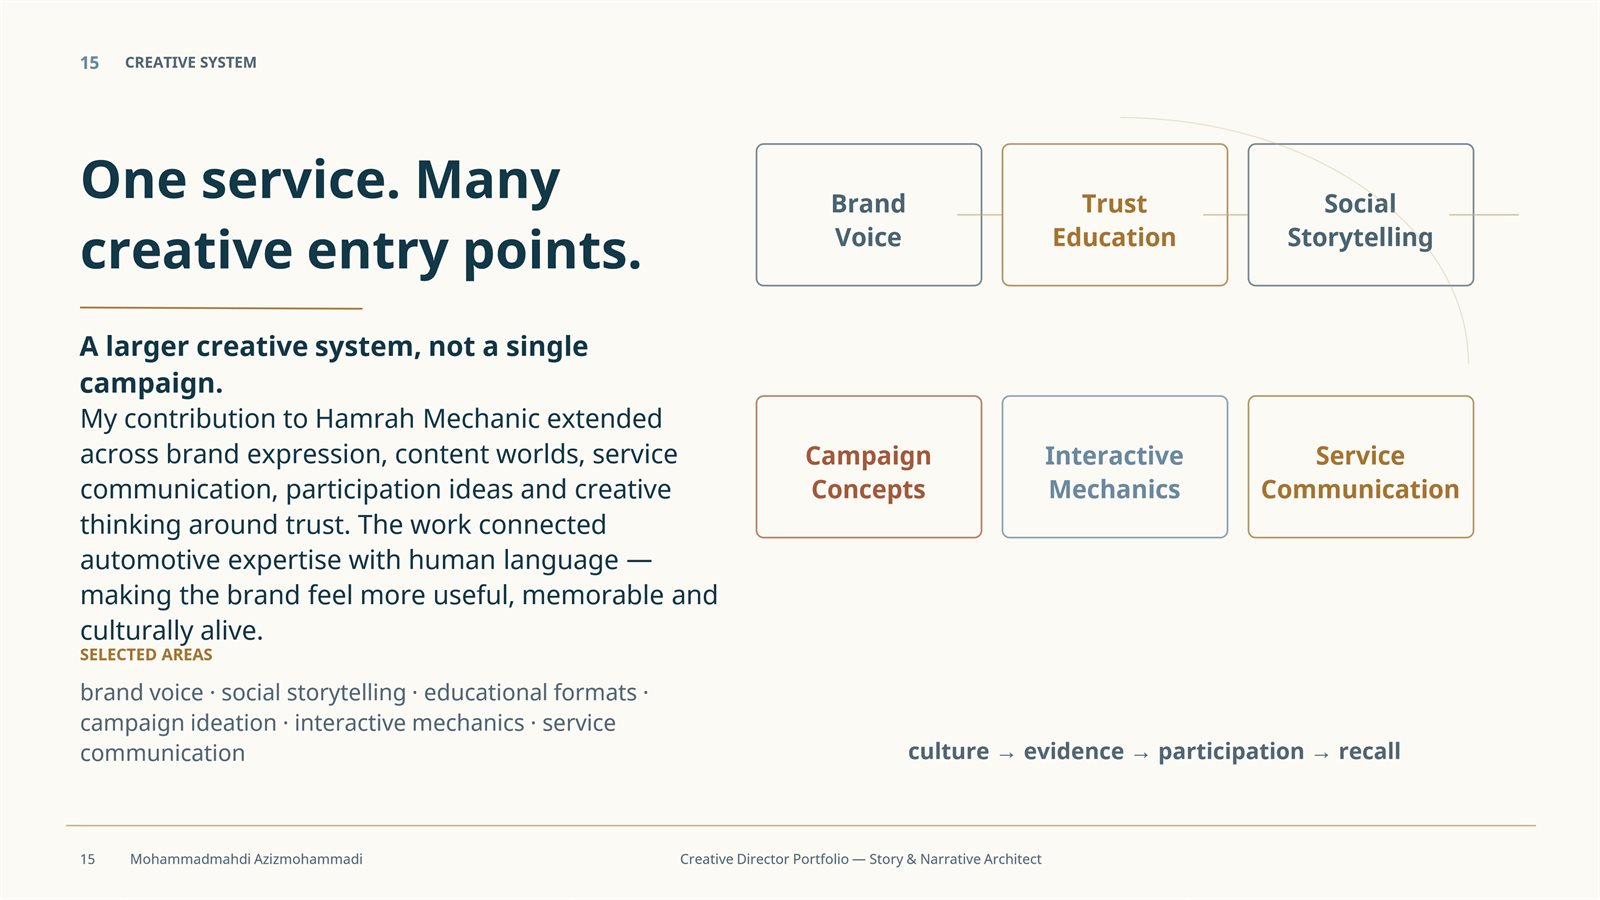 15 CREATIVE SYSTEM
One service. Many
creative entry points.
A larger creative system, not a single
campaign.
My contribution to Hamrah Mechanic extended
across brand expression, content worlds, service
communication, participation ideas and creative
thinking around trust. The work connected
automotive expertise with human language —
making the brand feel more useful, memorable and
culturally alive.
SELECTED AREAS
brand voice · social storytelling · educational formats ·
campaign ideation · interactive mechanics · service
communication
Brand
Voice
Trust
Education
Social
Storytelling
Campaign
Concepts
Interactive
Mechanics
Service
Communication
culture → evidence → participation → recall
15 Mohammadmahdi Azizmohammadi
Creative Director Portfolio — Story & Narrative Architect